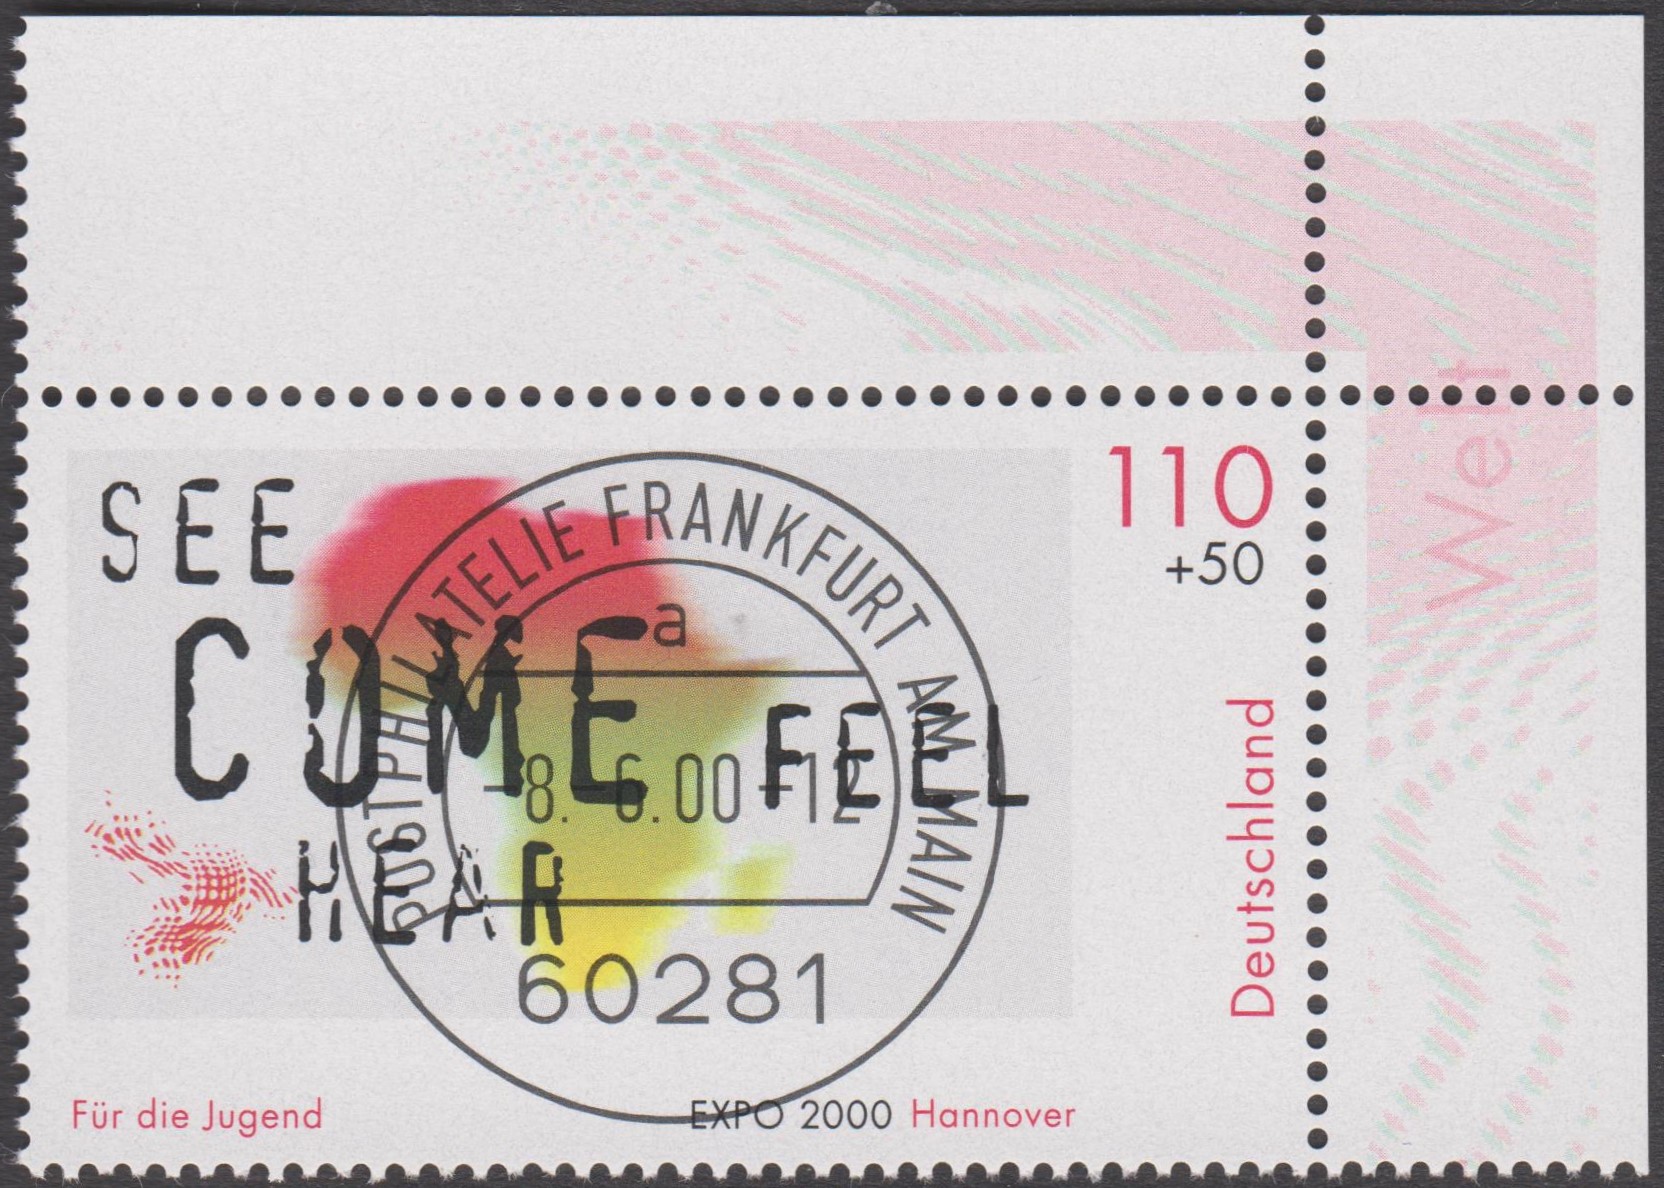 Welt
110
+50
Deutschland
SEE
COME
FEEL
HEAR
POSTPHILATELIE FRANKFURT AM MAIN
a
-8.-6.00-12
60281
Für die Jugend
EXPO 2000 Hannover